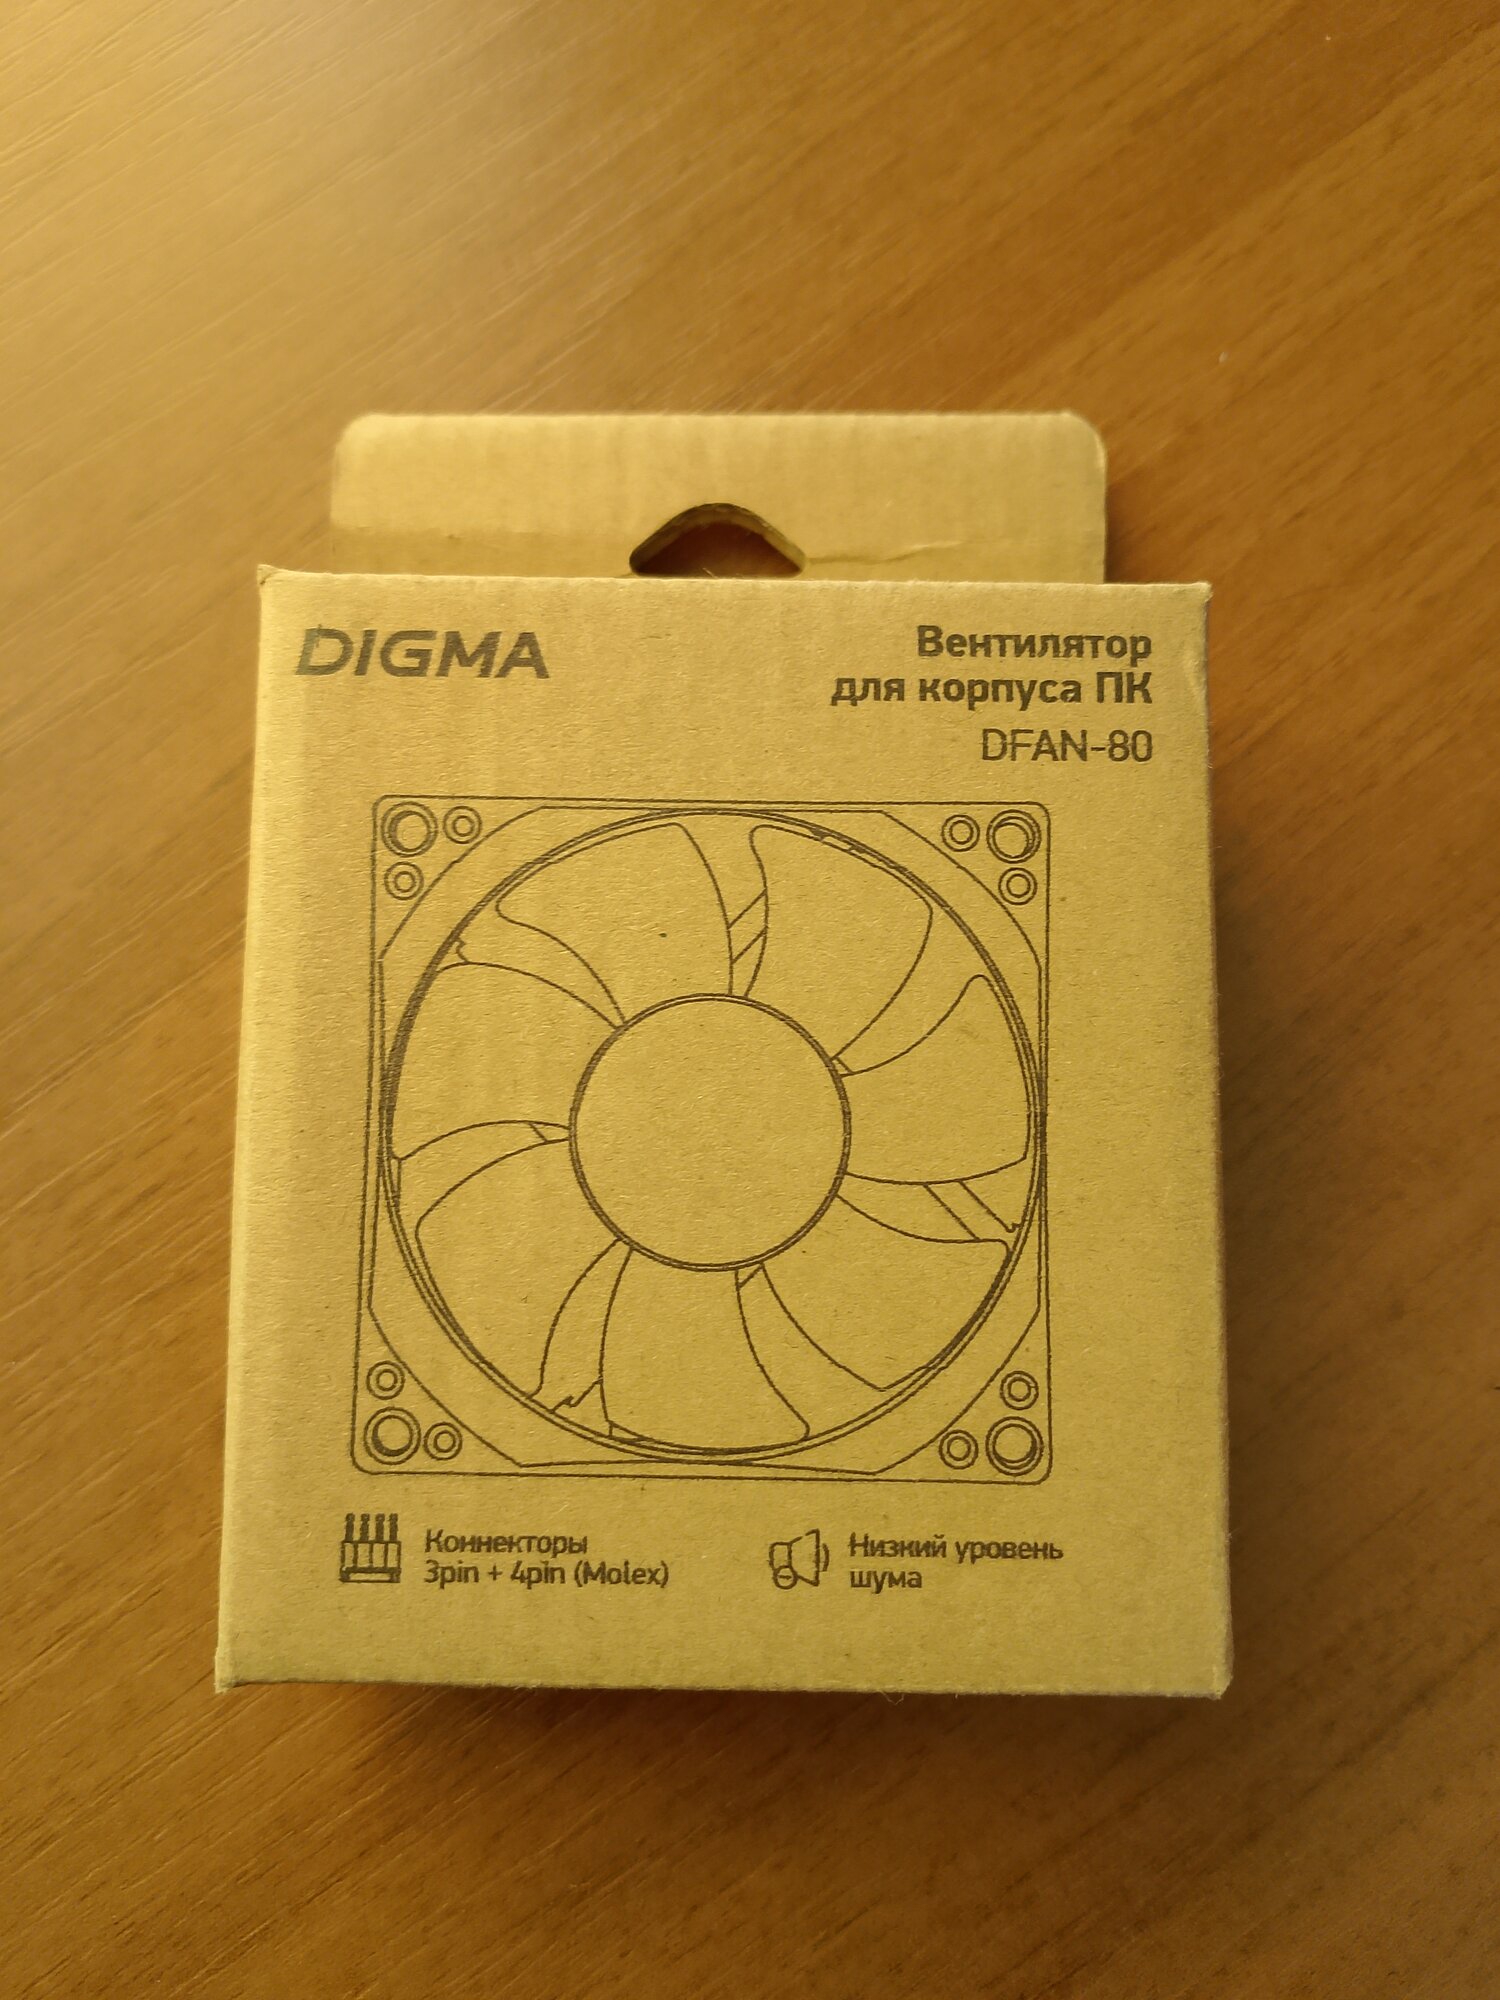 DIGMA
Вентилятор
для корпуса ПК
DFAN-80
Коннекторы
3pin + 4pin (Molex)
Низкий уровень
шума